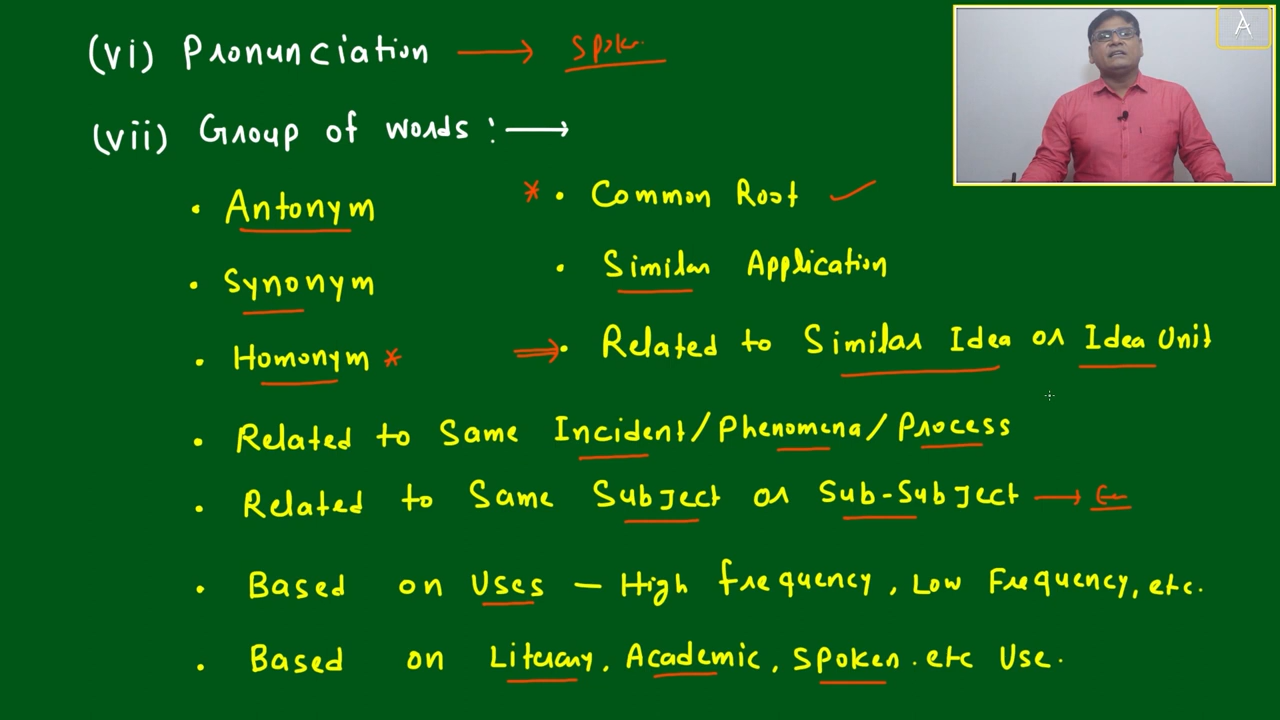 (vi) Pronunciation → Spoken
(vii) Group of words :→
• Antonym
• Synonym
• Homonym *
* • Common Root ✓
• Similar Application
⇒ • Related to Similar Idea or Idea Unit
• Related to Same Incident/Phenomena/Process
• Related to Same Subject or Sub-Subject →
• Based on Uses – High frequency, Low Frequency, etc.
• Based on Literary, Academic, Spoken. etc Use.